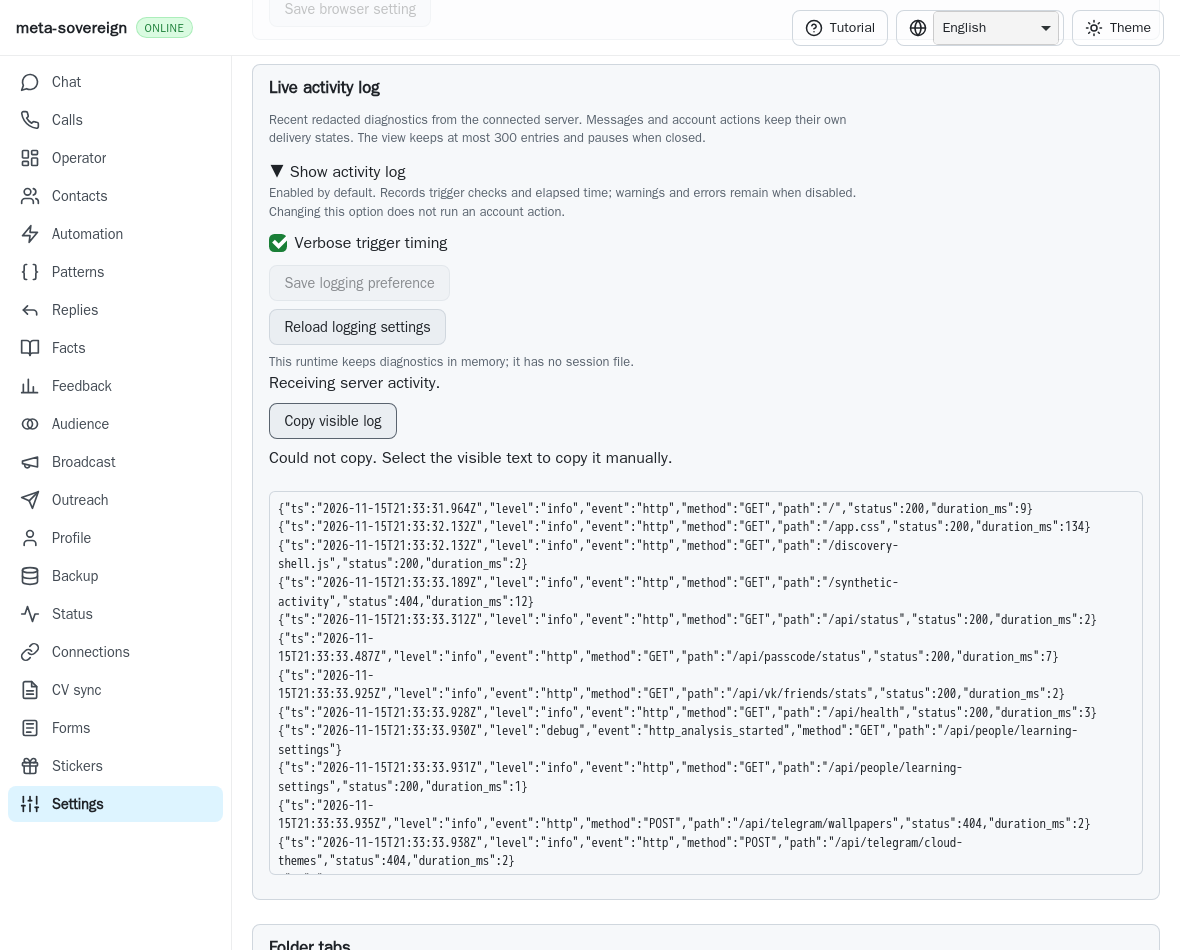 Save browser setting
meta-sovereign
ONLINE
Tutorial
English
Theme
Chat
Calls
Operator
Contacts
Automation
Patterns
Replies
Facts
Feedback
Audience
Broadcast
Outreach
Profile
Backup
Status
Connections
CV sync
Forms
Stickers
Settings
Live activity log
Recent redacted diagnostics from the connected server. Messages and account actions keep their own
delivery states. The view keeps at most 300 entries and pauses when closed.
▼ Show activity log
Enabled by default. Records trigger checks and elapsed time; warnings and errors remain when disabled.
Changing this option does not run an account action.
Verbose trigger timing
Save logging preference
Reload logging settings
This runtime keeps diagnostics in memory; it has no session file.
Receiving server activity.
Copy visible log
Could not copy. Select the visible text to copy it manually.
{"ts":"2026-11-15T21:33:31.964Z","level":"info","event":"http","method":"GET","path":"/","status":200,"duration_ms":9}
{"ts":"2026-11-15T21:33:32.132Z","level":"info","event":"http","method":"GET","path":"/app.css","status":200,"duration_ms":134}
{"ts":"2026-11-15T21:33:32.132Z","level":"info","event":"http","method":"GET","path":"/discovery-
shell.js","status":200,"duration_ms":2}
{"ts":"2026-11-15T21:33:33.189Z","level":"info","event":"http","method":"GET","path":"/synthetic-
activity","status":404,"duration_ms":12}
{"ts":"2026-11-15T21:33:33.312Z","level":"info","event":"http","method":"GET","path":"/api/status","status":200,"duration_ms":2}
{"ts":"2026-11-
15T21:33:33.487Z","level":"info","event":"http","method":"GET","path":"/api/passcode/status","status":200,"duration_ms":7}
{"ts":"2026-11-
15T21:33:33.925Z","level":"info","event":"http","method":"GET","path":"/api/vk/friends/stats","status":200,"duration_ms":2}
{"ts":"2026-11-15T21:33:33.928Z","level":"info","event":"http","method":"GET","path":"/api/health","status":200,"duration_ms":3}
{"ts":"2026-11-15T21:33:33.930Z","level":"debug","event":"http_analysis_started","method":"GET","path":"/api/people/learning-
settings"}
{"ts":"2026-11-15T21:33:33.931Z","level":"info","event":"http","method":"GET","path":"/api/people/learning-
settings","status":200,"duration_ms":1}
{"ts":"2026-11-
15T21:33:33.935Z","level":"info","event":"http","method":"POST","path":"/api/telegram/wallpapers","status":404,"duration_ms":2}
{"ts":"2026-11-15T21:33:33.938Z","level":"info","event":"http","method":"POST","path":"/api/telegram/cloud-
themes","status":404,"duration_ms":2}
Folder tabs